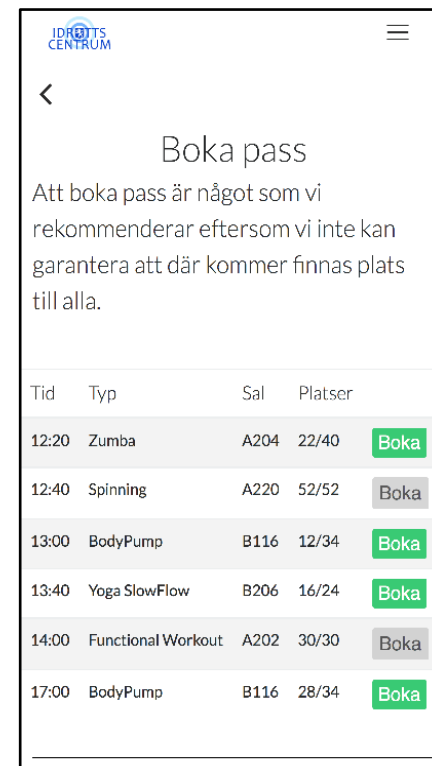 IDROTTS
CENTRUM
Boka pass
Att boka pass är något som vi
rekommenderar eftersom vi inte kan
garantera att där kommer finnas plats
till alla.
Tid Typ Sal Platser
12:20 Zumba A204 22/40 Boka
12:40 Spinning A220 52/52 Boka
13:00 BodyPump B116 12/34 Boka
13:40 Yoga SlowFlow B206 16/24 Boka
14:00 Functional Workout A202 30/30 Boka
17:00 BodyPump B116 28/34 Boka